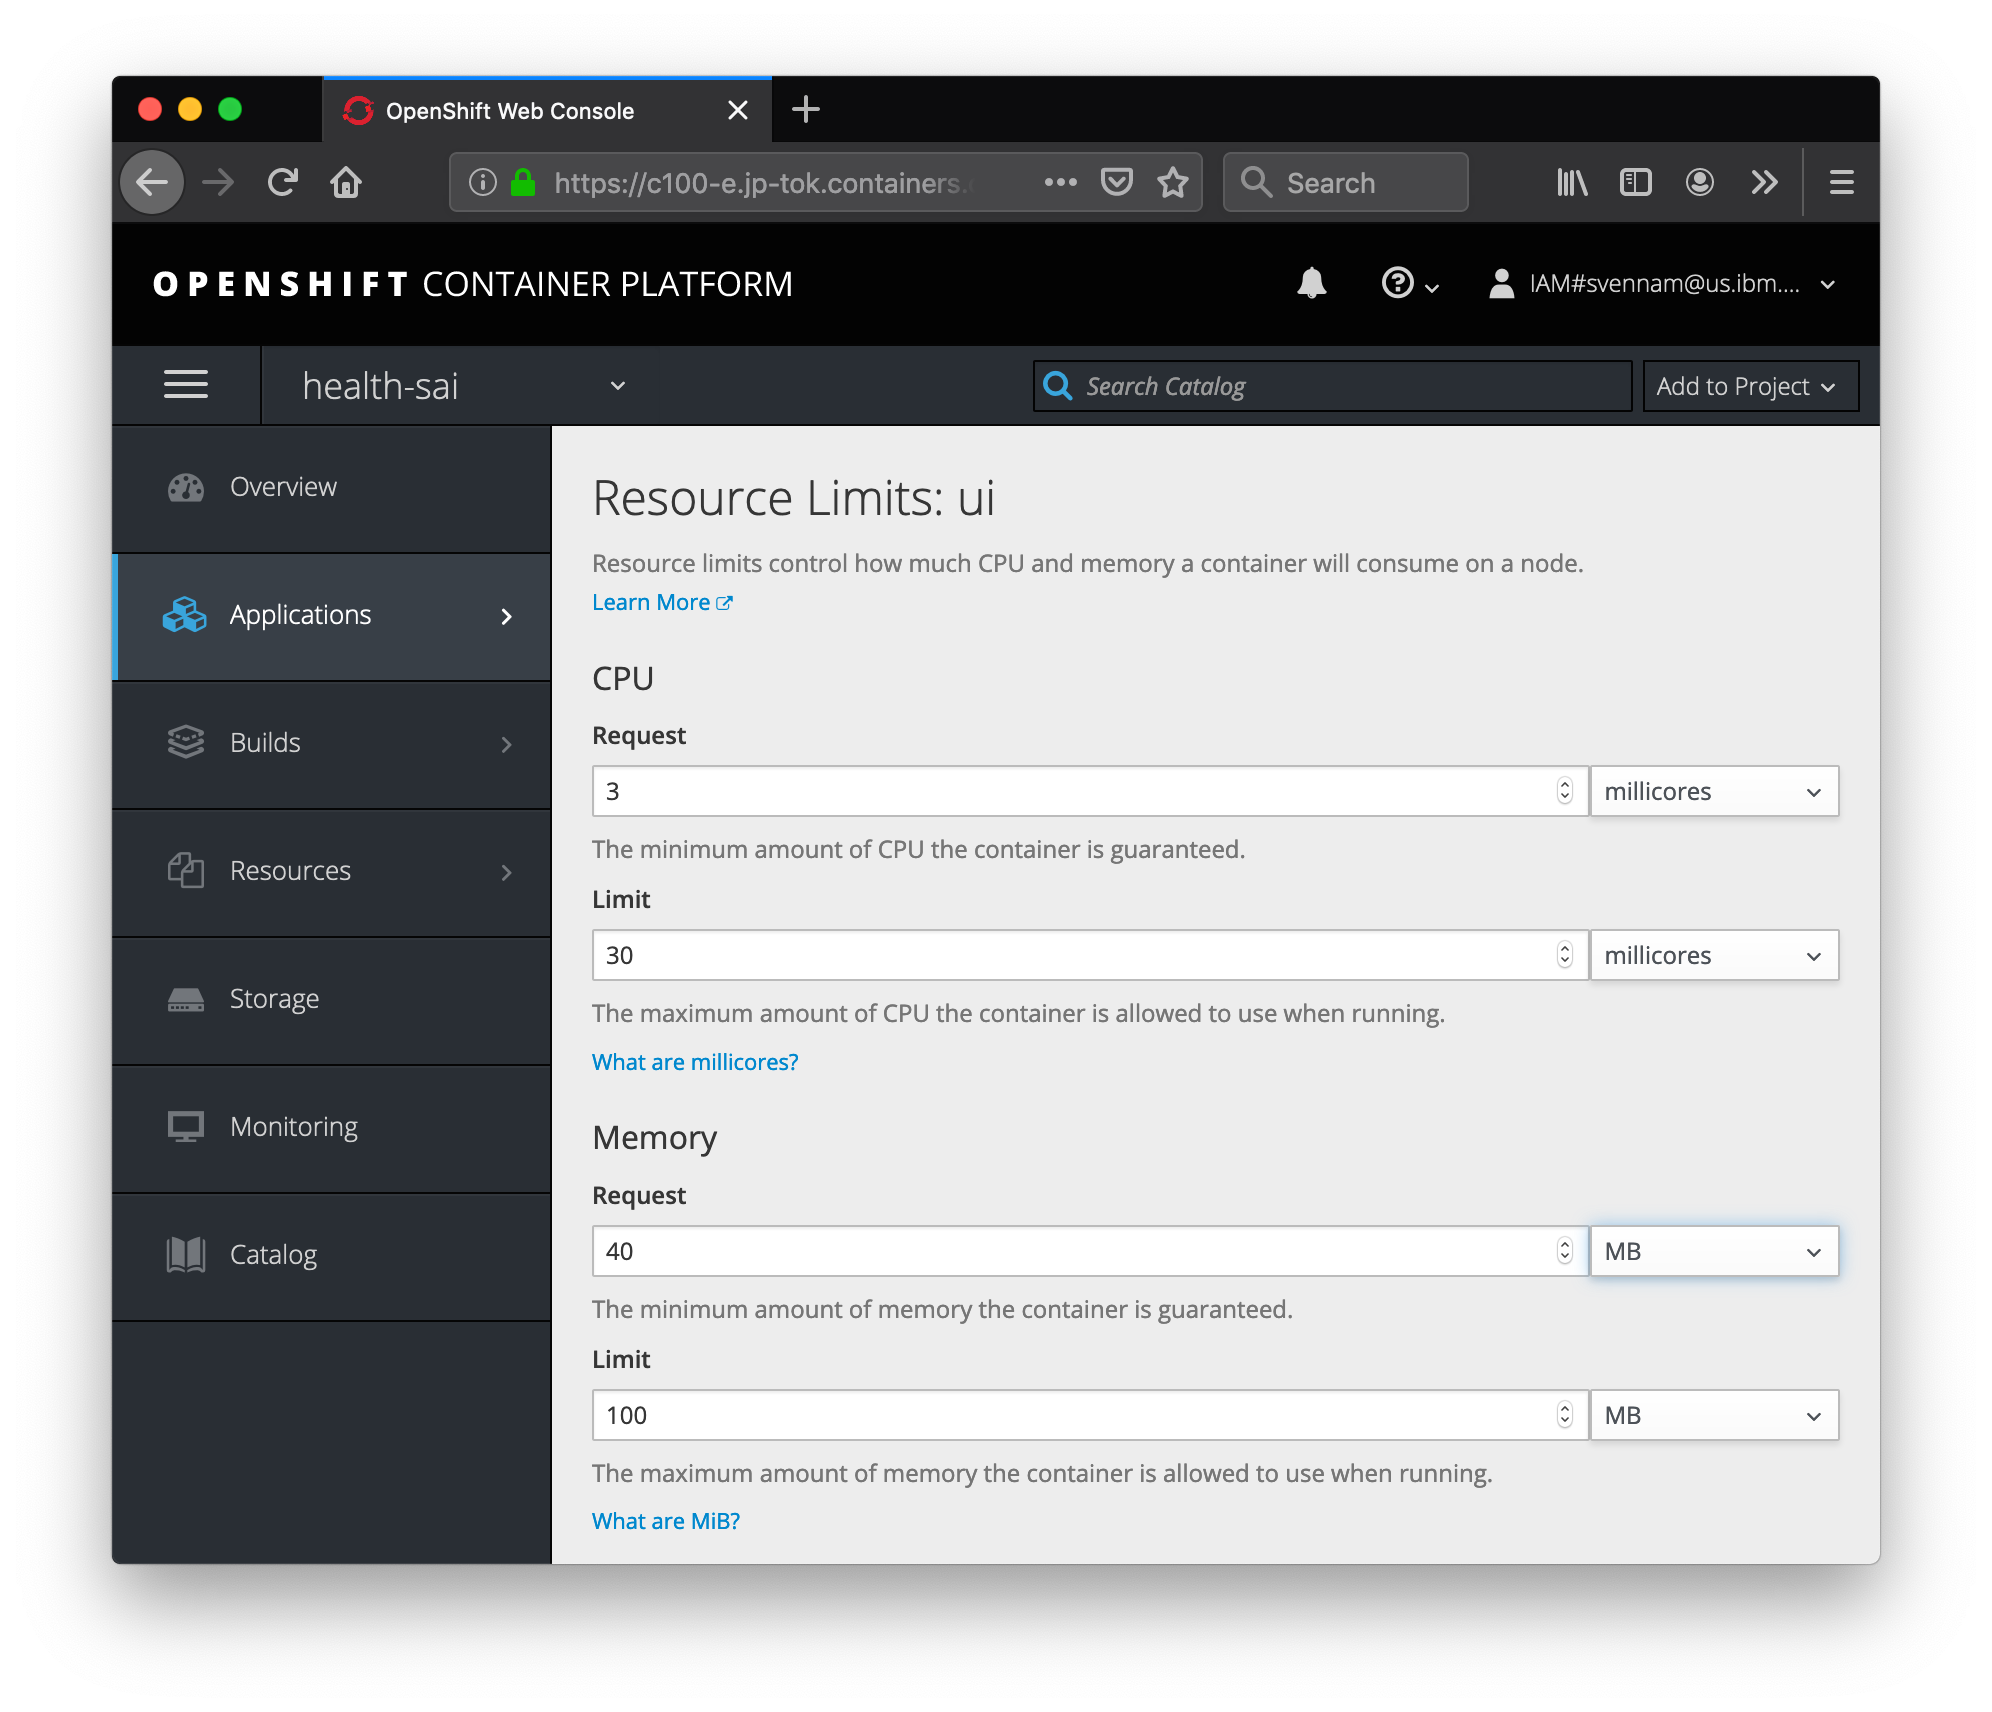 OpenShift Web Console
https://c100-e.jp-tok.containers.
Search
OPENSHIFT CONTAINER PLATFORM
IAM#svennam@us.ibm....
health-sai
Search Catalog
Add to Project
Overview
Applications
Builds
Resources
Storage
Monitoring
Catalog
Resource Limits: ui
Resource limits control how much CPU and memory a container will consume on a node.
Learn More
CPU
Request
3 millicores
The minimum amount of CPU the container is guaranteed.
Limit
30 millicores
The maximum amount of CPU the container is allowed to use when running.
What are millicores?
Memory
Request
40 MB
The minimum amount of memory the container is guaranteed.
Limit
100 MB
The maximum amount of memory the container is allowed to use when running.
What are MiB?